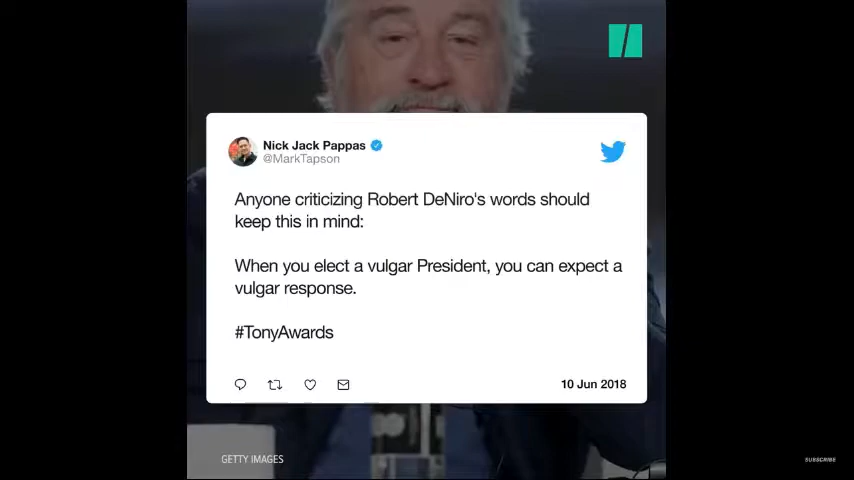 Nick Jack Pappas
@MarkTapson
Anyone criticizing Robert DeNiro's words should
keep this in mind:
When you elect a vulgar President, you can expect a
vulgar response.
#TonyAwards
10 Jun 2018
GETTY IMAGES
SUBSCRIBE